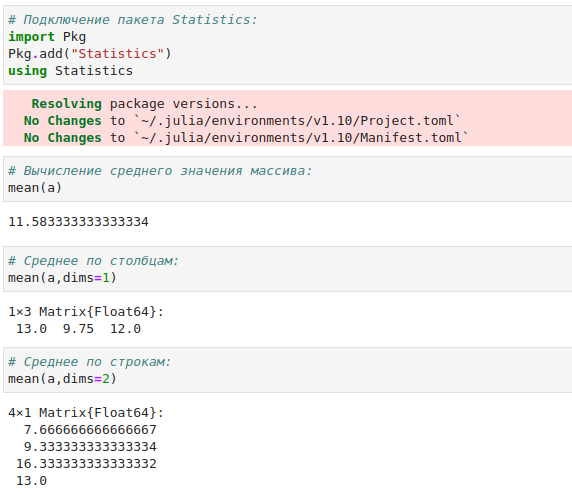 # Подключение пакета Statistics:
import Pkg
Pkg.add("Statistics")
using Statistics
Resolving package versions...
No Changes to `~/.julia/environments/v1.10/Project.toml`
No Changes to `~/.julia/environments/v1.10/Manifest.toml`
# Вычисление среднего значения массива:
mean(a)
11.583333333333334
# Среднее по столбцам:
mean(a,dims=1)
1×3 Matrix{Float64}:
13.0  9.75  12.0
# Среднее по строкам:
mean(a,dims=2)
4×1 Matrix{Float64}:
7.666666666666667
9.333333333333334
16.333333333333332
13.0